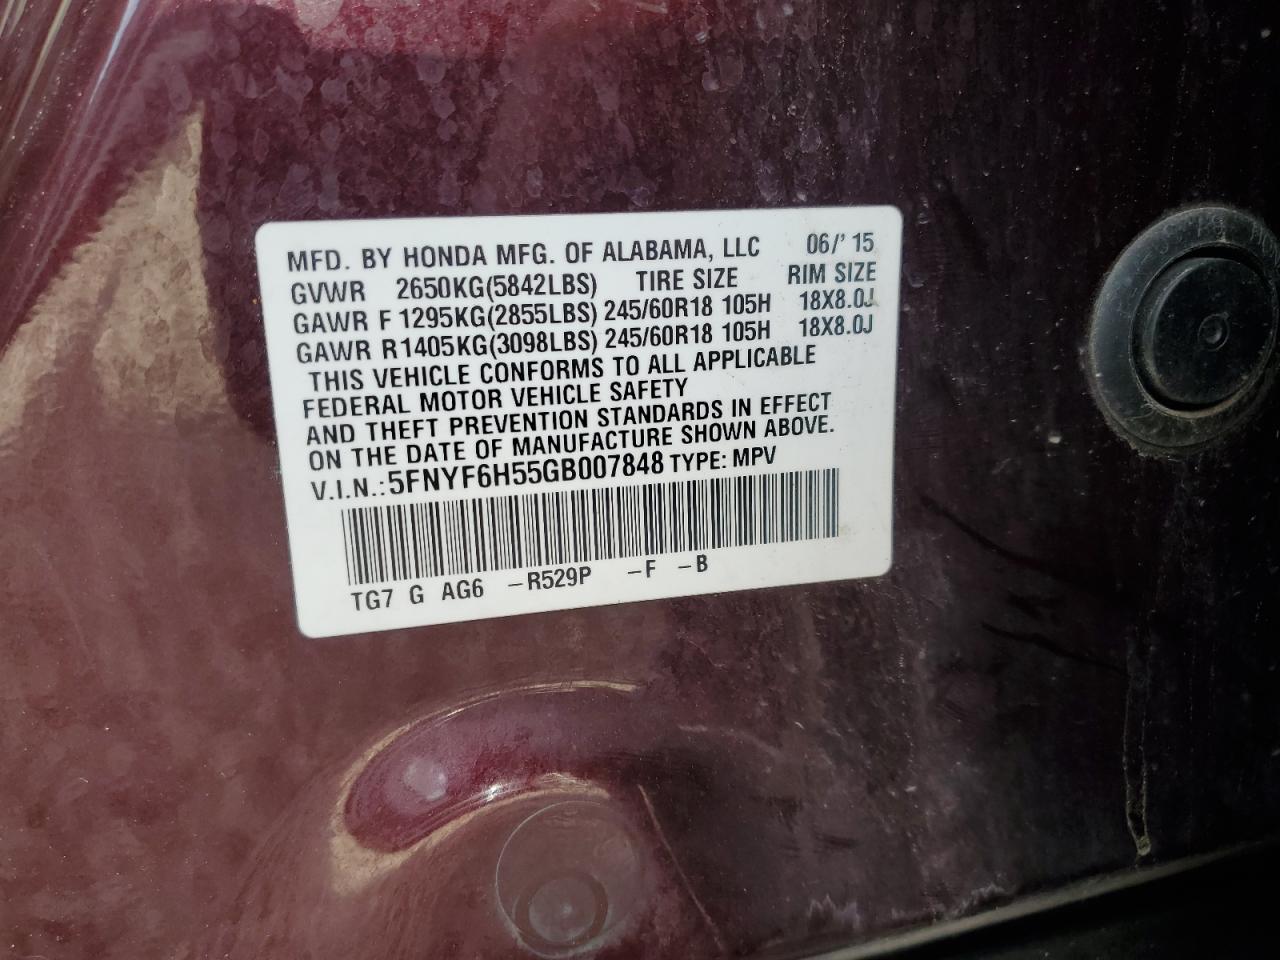 MFD. BY HONDA MFG. OF ALABAMA, LLC 06/' 15
GVWR 2650KG(5842LBS) TIRE SIZE RIM SIZE
GAWR F 1295KG(2855LBS) 245/60R18 105H 18X8.0J
GAWR R1405KG(3098LBS) 245/60R18 105H 18X8.0J
THIS VEHICLE CONFORMS TO ALL APPLICABLE
FEDERAL MOTOR VEHICLE SAFETY
AND THEFT PREVENTION STANDARDS IN EFFECT
ON THE DATE OF MANUFACTURE SHOWN ABOVE.
V.I.N.:5FNYF6H55GB007848 TYPE: MPV
TG7 G AG6 -R529P -F -B